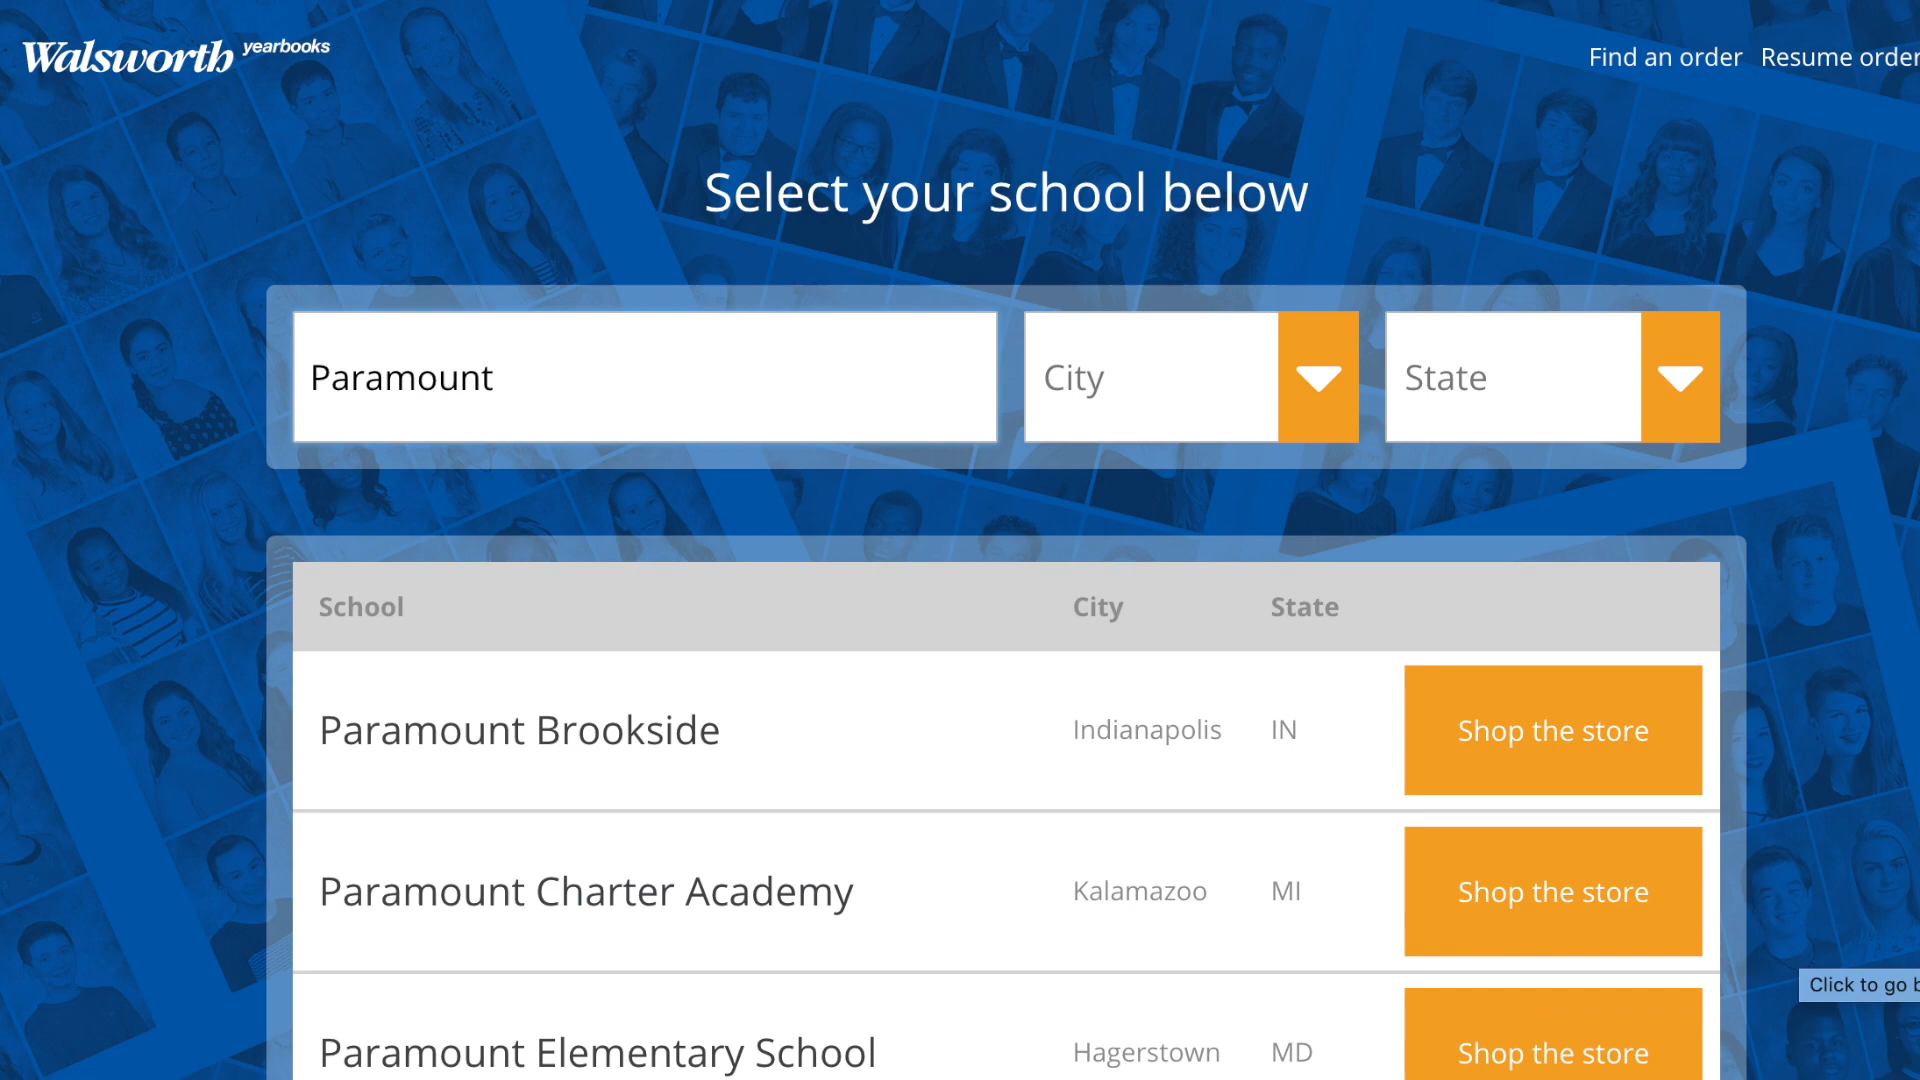 Walsworth yearbooks
Find an order Resume order
Select your school below
Paramount City State
School City State
Paramount Brookside Indianapolis IN Shop the store
Paramount Charter Academy Kalamazoo MI Shop the store
Click to go b
Paramount Elementary School Hagerstown MD Shop the store